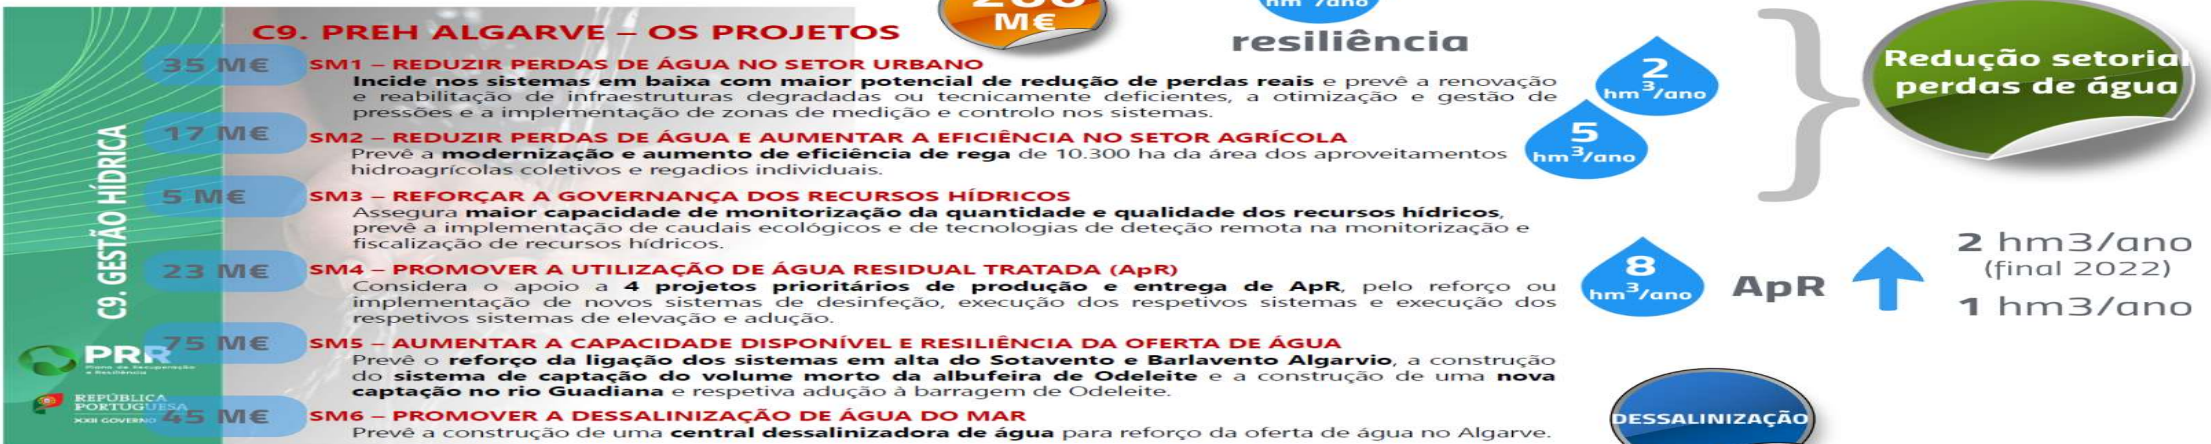 M€
hm³/ano
C9. PREH ALGARVE – OS PROJETOS
resiliência
35 M€
SM1 – REDUZIR PERDAS DE ÁGUA NO SETOR URBANO
Incide nos sistemas em baixa com maior potencial de redução de perdas reais e prevê a renovação
e reabilitação de infraestruturas degradadas ou tecnicamente deficientes, a otimização e gestão de
pressões e a implementação de zonas de medição e controlo nos sistemas.
2
hm³/ano
Redução setorial
perdas de água
17 M€
SM2 – REDUZIR PERDAS DE ÁGUA E AUMENTAR A EFICIÊNCIA NO SETOR AGRÍCOLA
Prevê a modernização e aumento de eficiência de rega de 10.300 ha da área dos aproveitamentos
hidroagrícolas coletivos e regadios individuais.
5
hm³/ano
5 M€
SM3 – REFORÇAR A GOVERNANÇA DOS RECURSOS HÍDRICOS
Assegura maior capacidade de monitorização da quantidade e qualidade dos recursos hídricos,
prevê a implementação de caudais ecológicos e de tecnologias de deteção remota na monitorização e
fiscalização de recursos hídricos.
C9. GESTÃO HÍDRICA
23 M€
SM4 – PROMOVER A UTILIZAÇÃO DE ÁGUA RESIDUAL TRATADA (ApR)
Considera o apoio a 4 projetos prioritários de produção e entrega de ApR, pelo reforço ou
implementação de novos sistemas de desinfeção, execução dos respetivos sistemas e execução dos
respetivos sistemas de elevação e adução.
8
hm³/ano
ApR
2 hm3/ano
(final 2022)
1 hm3/ano
75 M€
SM5 – AUMENTAR A CAPACIDADE DISPONÍVEL E RESILIÊNCIA DA OFERTA DE ÁGUA
Prevê o reforço da ligação dos sistemas em alta do Sotavento e Barlavento Algarvio, a construção
do sistema de captação do volume morto da albufeira de Odeleite e a construção de uma nova
captação no rio Guadiana e respetiva adução à barragem de Odeleite.
PRR
Plano de Recuperação
e Resiliência
REPÚBLICA
PORTUGUESA
XXII GOVERNO
45 M€
SM6 – PROMOVER A DESSALINIZAÇÃO DE ÁGUA DO MAR
Prevê a construção de uma central dessalinizadora de água para reforço da oferta de água no Algarve.
DESSALINIZAÇÃO